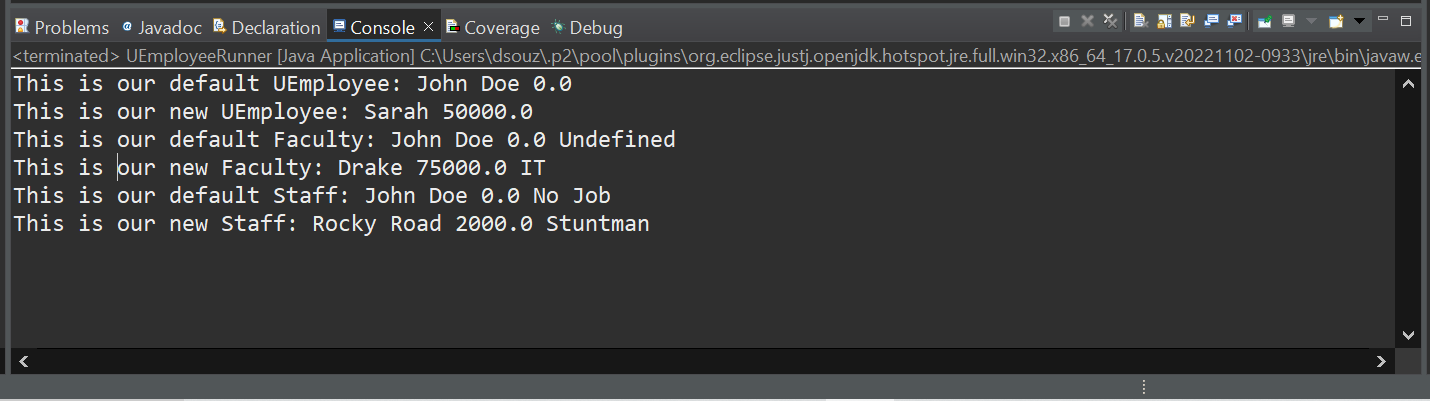 Problems Javadoc Declaration Console Coverage Debug
<terminated> UEmployeeRunner [Java Application] C:\Users\dsouz\.p2\pool\plugins\org.eclipse.justj.openjdk.hotspot.jre.full.win32.x86_64_17.0.5.v20221102-0933\jre\bin\javaw.e
This is our default UEmployee: John Doe 0.0
This is our new UEmployee: Sarah 50000.0
This is our default Faculty: John Doe 0.0 Undefined
This is our new Faculty: Drake 75000.0 IT
This is our default Staff: John Doe 0.0 No Job
This is our new Staff: Rocky Road 2000.0 Stuntman